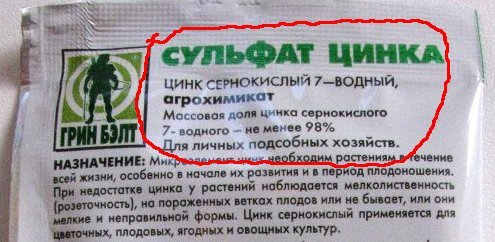 СУЛЬФАТ ЦИНКА
ЦИНК СЕРНОКИСЛЫЙ 7—ВОДНЫЙ,
агрохимикат
Массовая доля цинка сернокислого
7- водного – не менее 98%
Для личных подсобных хозяйств.
ГРИН БЭЛТ
НАЗНАЧЕНИЕ: Микроэлемент цинк необходим растениям в течение
всей жизни, особенно в начале их развития и в период плодоношения.
При недостатке цинка у растений наблюдается мелколиственность
(розеточность), на пораженных ветках плодов или не бывает, или они
мелкие и неправильной формы. Цинк сернокислый применяется для
цветочных, плодовых, ягодных и овощных культур.